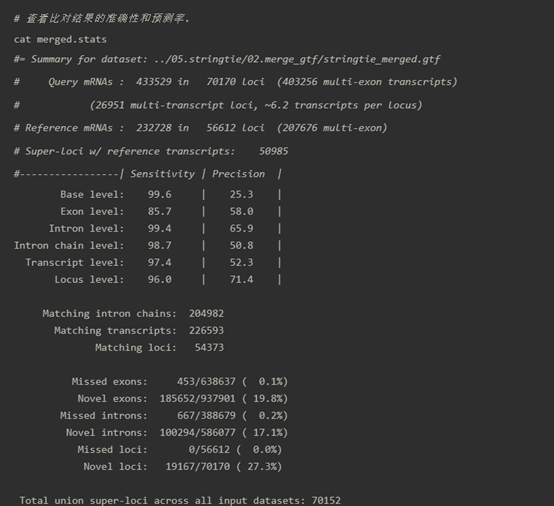 # 查看比对结果的准确性和预测率.
cat merged.stats
#= Summary for dataset: ../05.stringtie/02.merge_gtf/stringtie_merged.gtf
#     Query mRNAs :  433529 in   70170 loci  (403256 multi-exon transcripts)
#            (26951 multi-transcript loci, ~6.2 transcripts per locus)
# Reference mRNAs :  232728 in   56612 loci  (207676 multi-exon)
# Super-loci w/ reference transcripts:    50985
#-----------------| Sensitivity | Precision  |
        Base level:    99.6     |    25.3    |
        Exon level:    85.7     |    58.0    |
      Intron level:    99.4     |    65.9    |
Intron chain level:    98.7     |    50.8    |
  Transcript level:    97.4     |    52.3    |
       Locus level:    96.0     |    71.4    |
     Matching intron chains:  204982
       Matching transcripts:  226593
              Matching loci:   54373
          Missed exons:     453/638637 (  0.1%)
           Novel exons:  185652/937901 ( 19.8%)
        Missed introns:     667/388679 (  0.2%)
         Novel introns:  100294/586077 ( 17.1%)
           Missed loci:       0/56612 (  0.0%)
            Novel loci:   19167/70170 ( 27.3%)
 Total union super-loci across all input datasets: 70152